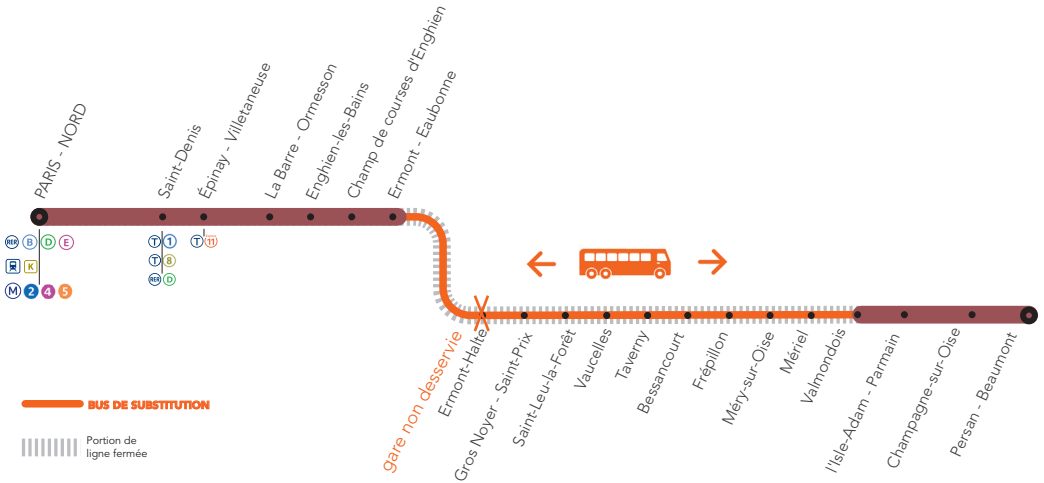 PARIS - NORD
Saint-Denis
Épinay - Villetaneuse
La Barre - Ormesson
Enghien-les-Bains
Champ de courses d'Enghien
Ermont - Eaubonne
RER B D E
K
M 2 4 5
T 1
T 8
RER D
T 11
gare non desservie
Ermont-Halte
Gros Noyer - Saint-Prix
Saint-Leu-la-Forêt
Vaucelles
Taverny
Bessancourt
Frépillon
Méry-sur-Oise
Mériel
Valmondois
l'Isle-Adam - Parmain
Champagne-sur-Oise
Persan - Beaumont
BUS DE SUBSTITUTION
Portion de
ligne fermée